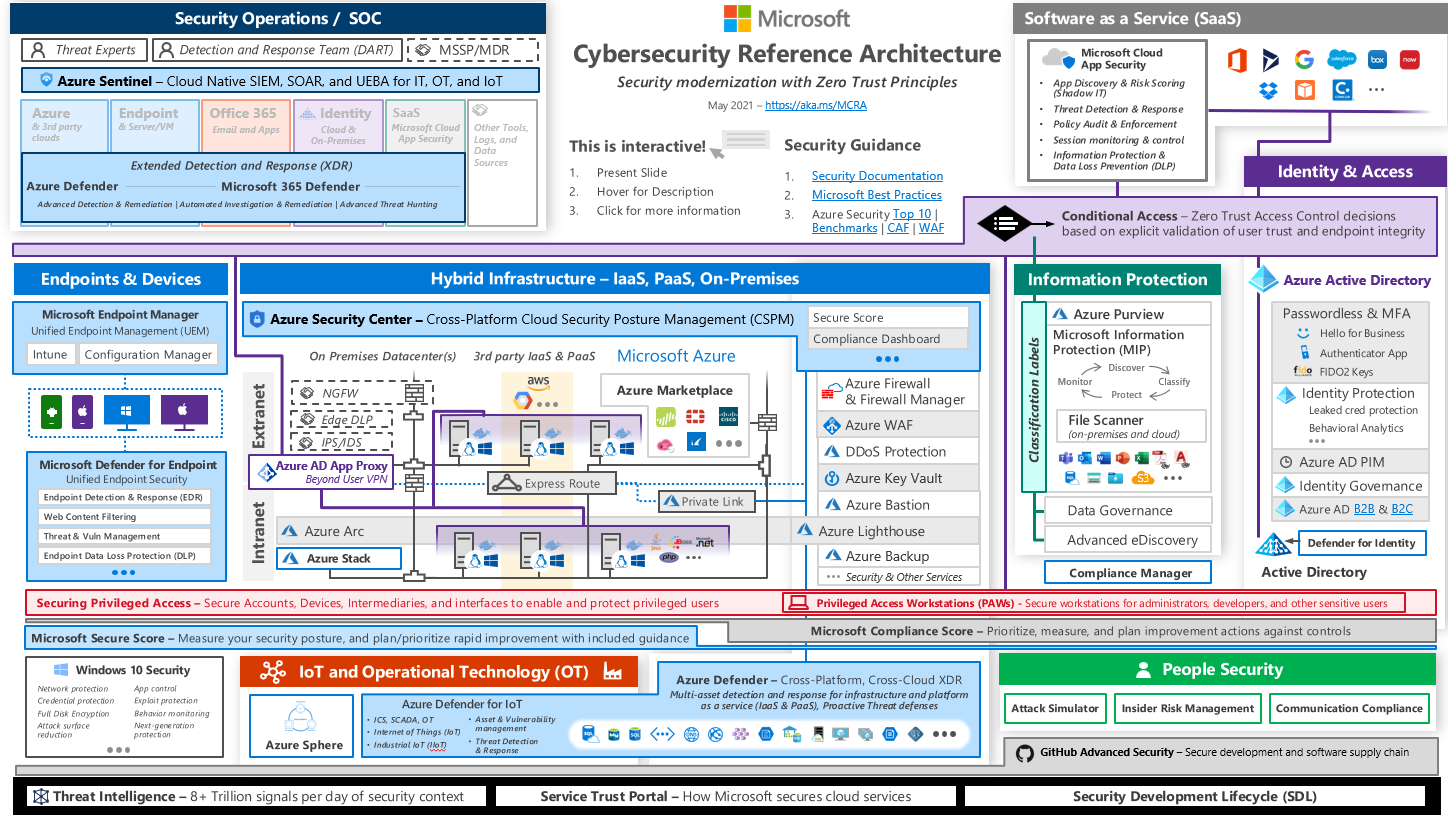 Security Operations / SOC
Threat Experts
Detection and Response Team (DART)
MSSP/MDR
Azure Sentinel – Cloud Native SIEM, SOAR, and UEBA for IT, OT, and IoT
Azure
& 3rd party
clouds
Endpoint
& Server/VM
Office 365
Email and Apps
Identity
Cloud &
On-Premises
SaaS
Microsoft Cloud
App Security
Other Tools,
Logs, and
Data
Sources
Extended Detection and Response (XDR)
Azure Defender
Microsoft 365 Defender
Advanced Detection & Remediation | Automated Investigation & Remediation | Advanced Threat Hunting
Microsoft
Cybersecurity Reference Architecture
Security modernization with Zero Trust Principles
May 2021 – https://aka.ms/MCRA
This is interactive!
1. Present Slide
2. Hover for Description
3. Click for more information
Security Guidance
1. Security Documentation
2. Microsoft Best Practices
3. Azure Security Top 10 |
Benchmarks | CAF | WAF
Software as a Service (SaaS)
Microsoft Cloud
App Security
• App Discovery & Risk Scoring
(Shadow IT)
• Threat Detection & Response
• Policy Audit & Enforcement
• Session monitoring & control
• Information Protection &
Data Loss Prevention (DLP)
salesforce
box
now
Identity & Access
Conditional Access – Zero Trust Access Control decisions
based on explicit validation of user trust and endpoint integrity
Endpoints & Devices
Microsoft Endpoint Manager
Unified Endpoint Management (UEM)
Intune
Configuration Manager
Microsoft Defender for Endpoint
Unified Endpoint Security
Endpoint Detection & Response (EDR)
Web Content Filtering
Threat & Vuln Management
Endpoint Data Loss Protection (DLP)
Hybrid Infrastructure – IaaS, PaaS, On-Premises
Azure Security Center – Cross-Platform Cloud Security Posture Management (CSPM)
Secure Score
Compliance Dashboard
On Premises Datacenter(s)
3rd party IaaS & PaaS
Microsoft Azure
Extranet
Intranet
NGFW
Edge DLP
IPS/IDS
aws
Azure Marketplace
CISCO
Azure AD App Proxy
Beyond User VPN
Express Route
Private Link
Azure Arc
Azure Lighthouse
Azure Stack
.net
php
Azure Firewall
& Firewall Manager
Azure WAF
DDoS Protection
Azure Key Vault
Azure Bastion
Azure Backup
Security & Other Services
Information Protection
Classification Labels
Azure Purview
Microsoft Information
Protection (MIP)
Discover
Monitor
Classify
Protect
File Scanner
(on-premises and cloud)
S3
Data Governance
Advanced eDiscovery
Compliance Manager
Azure Active Directory
Passwordless & MFA
Hello for Business
Authenticator App
fido
FIDO2 Keys
Identity Protection
Leaked cred protection
Behavioral Analytics
Azure AD PIM
Identity Governance
Azure AD B2B & B2C
Defender for Identity
Active Directory
Securing Privileged Access – Secure Accounts, Devices, Intermediaries, and interfaces to enable and protect privileged users
Privileged Access Workstations (PAWs) - Secure workstations for administrators, developers, and other sensitive users
Microsoft Secure Score – Measure your security posture, and plan/prioritize rapid improvement with included guidance
Microsoft Compliance Score – Prioritize, measure, and plan improvement actions against controls
Windows 10 Security
Network protection
Credential protection
Full Disk Encryption
Attack surface
reduction
App control
Exploit protection
Behavior monitoring
Next-generation
protection
IoT and Operational Technology (OT)
Azure Sphere
Azure Defender for IoT
• ICS, SCADA, OT
• Internet of Things (IoT)
• Industrial IoT (IIoT)
• Asset & Vulnerability
management
• Threat Detection
& Response
Azure Defender – Cross-Platform, Cross-Cloud XDR
Multi-asset detection and response for infrastructure and platform
as a service (IaaS & PaaS), Proactive Threat defenses
People Security
Attack Simulator
Insider Risk Management
Communication Compliance
GitHub Advanced Security – Secure development and software supply chain
Threat Intelligence – 8+ Trillion signals per day of security context
Service Trust Portal – How Microsoft secures cloud services
Security Development Lifecycle (SDL)